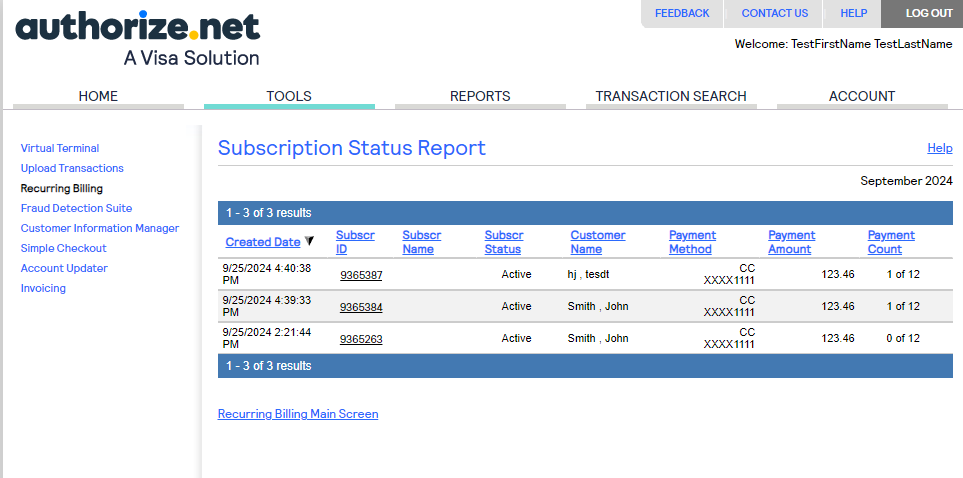 authorize.net
A Visa Solution
FEEDBACK CONTACT US HELP LOG OUT
Welcome: TestFirstName TestLastName
HOME TOOLS REPORTS TRANSACTION SEARCH ACCOUNT
Virtual Terminal
Upload Transactions
Recurring Billing
Fraud Detection Suite
Customer Information Manager
Simple Checkout
Account Updater
Invoicing
Subscription Status Report Help
September 2024
1 - 3 of 3 results
Created Date Subscr ID Subscr Name Subscr Status Customer Name Payment Method Payment Amount Payment Count
9/25/2024 4:40:38 PM 9365387 Active hj , tesdt CC XXXX1111 123.46 1 of 12
9/25/2024 4:39:33 PM 9365384 Active Smith , John CC XXXX1111 123.46 1 of 12
9/25/2024 2:21:44 PM 9365263 Active Smith , John CC XXXX1111 123.46 0 of 12
1 - 3 of 3 results
Recurring Billing Main Screen